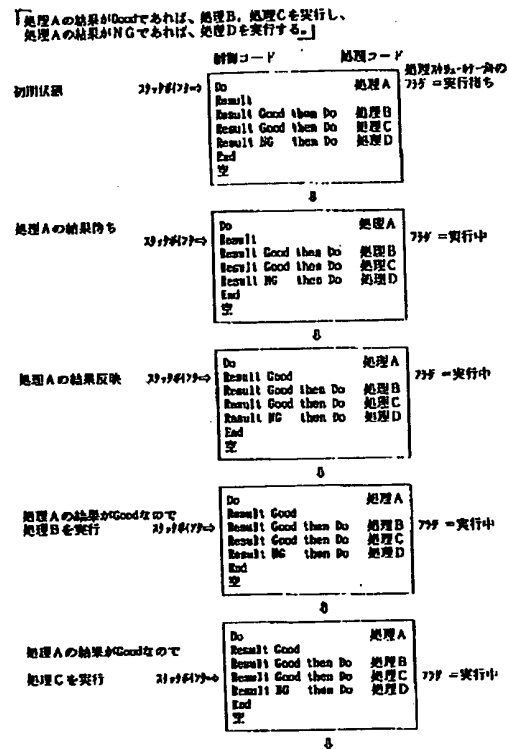 「処理Aの結果がGoodであれば、処理B、処理Cを実行し、
処理Aの結果がNGであれば、処理Dを実行する。」
制御コード 処理コード
処理スケジュールテーブルの
フラグ =実行待ち
初期状態 スタックポインター⇒
Do 処理A
Result
Result Good then Do 処理B
Result Good then Do 処理C
Result NG then Do 処理D
End
空
⇩
処理Aの結果待ち スタックポインター⇒ フラグ =実行中
Do 処理A
Result
Result Good then Do 処理B
Result Good then Do 処理C
Result NG then Do 処理D
End
空
⇩
処理Aの結果反映 スタックポインター⇒ フラグ =実行中
Do 処理A
Result Good
Result Good then Do 処理B
Result Good then Do 処理C
Result NG then Do 処理D
End
空
⇩
処理Aの結果がGoodなので
処理Bを実行 スタックポインター⇒ フラグ =実行中
Do 処理A
Result Good
Result Good then Do 処理B
Result Good then Do 処理C
Result NG then Do 処理D
End
空
⇩
処理Aの結果がGoodなので
処理Cを実行 スタックポインター⇒ フラグ =実行中
Do 処理A
Result Good
Result Good then Do 処理B
Result Good then Do 処理C
Result NG then Do 処理D
End
空
⇩